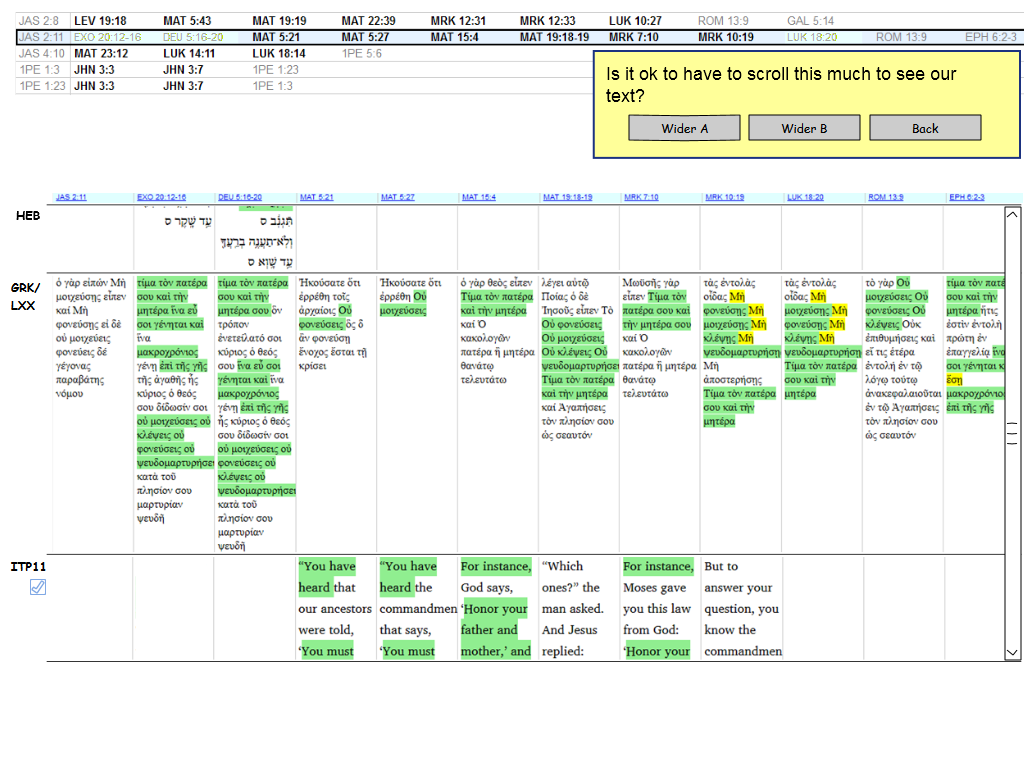 JAS 2:8 LEV 19:18 MAT 5:43 MAT 19:19 MAT 22:39 MRK 12:31 MRK 12:33 LUK 10:27 ROM 13:9 GAL 5:14
JAS 2:11 EXO 20:12-16 DEU 5:16-20 MAT 5:21 MAT 5:27 MAT 15:4 MAT 19:18-19 MRK 7:10 MRK 10:19 LUK 18:20 ROM 13:9 EPH 6:2-3
JAS 4:10 MAT 23:12 LUK 14:11 LUK 18:14 1PE 5:6
1PE 1:3 JHN 3:3 JHN 3:7 1PE 1:23
1PE 1:23 JHN 3:3 JHN 3:7 1PE 1:3
Is it ok to have to scroll this much to see our
text?
Wider A Wider B Back
JAS 2:11 EXO 20:12-16 DEU 5:16-20 MAT 5:21 MAT 5:27 MAT 15:4 MAT 19:18-19 MRK 7:10 MRK 10:19 LUK 18:20 ROM 13:9 EPH 6:2-3
HEB
עֵד שָׁקֶר ס
תִּגְנֹב ס
וְלֹא־תַעֲנֶה בְרֵעֲךָ
עֵד שָׁוְא ס
GRK/
LXX
ὁ γὰρ εἰπών Μὴ
μοιχεύσῃς εἶπεν
καί Μὴ
φονεύσῃς εἰ δὲ
οὐ μοιχεύεις
φονεύεις δέ
γέγονας
παραβάτης
νόμου
τίμα τὸν πατέρα
σου καὶ τὴν
μητέρα ἵνα εὖ
σοι γένηται καὶ
ἵνα
μακροχρόνιος
γένῃ ἐπὶ τῆς γῆς
τῆς ἀγαθῆς ἧς
κύριος ὁ θεός
σου δίδωσίν σοι
οὐ μοιχεύσεις οὐ
κλέψεις οὐ
φονεύσεις οὐ
ψευδομαρτυρήσει
κατὰ τοῦ
πλησίον σου
μαρτυρίαν
ψευδῆ
τίμα τὸν πατέρα
σου καὶ τὴν
μητέρα σου ὃν
τρόπον
ἐνετείλατό σοι
κύριος ὁ θεός
σου ἵνα εὖ σοι
γένηται καὶ ἵνα
μακροχρόνιος
γένῃ ἐπὶ τῆς γῆς
ἧς κύριος ὁ θεός
σου δίδωσίν σοι
οὐ μοιχεύσεις οὐ
φονεύσεις οὐ
κλέψεις οὐ
ψευδομαρτυρήσει
κατὰ τοῦ
πλησίον σου
μαρτυρίαν
ψευδῆ
Ἠκούσατε ὅτι
ἐρρέθη τοῖς
ἀρχαίοις Οὐ
φονεύσεις ὃς δ
ἂν φονεύσῃ
ἔνοχος ἔσται τῇ
κρίσει
Ἠκούσατε ὅτι
ἐρρέθη Οὐ
μοιχεύσεις
ὁ γὰρ θεὸς εἶπεν
Τίμα τὸν πατέρα
καὶ τὴν μητέρα
καί Ὁ
κακολογῶν
πατέρα ἢ μητέρα
θανάτῳ
τελευτάτω
λέγει αὐτῷ
Ποίας ὁ δὲ
Ἰησοῦς εἶπεν Τὸ
Οὐ φονεύσεις
Οὐ μοιχεύσεις
Οὐ κλέψεις Οὐ
ψευδομαρτυρήσει
Τίμα τὸν πατέρα
καὶ τὴν μητέρα
καί Ἀγαπήσεις
τὸν πλησίον σου
ὡς σεαυτόν
Μωϋσῆς γὰρ
εἶπεν Τίμα τὸν
πατέρα σου καὶ
τὴν μητέρα σου
καί Ὁ
κακολογῶν
πατέρα ἢ μητέρα
θανάτῳ
τελευτάτω
τὰς ἐντολὰς
οἶδας Μὴ
φονεύσῃς Μὴ
μοιχεύσῃς Μὴ
κλέψῃς Μὴ
ψευδομαρτυρήσῃ
Μὴ
ἀποστερήσῃς
Τίμα τὸν πατέρα
σου καὶ τὴν
μητέρα
τὰς ἐντολὰς
οἶδας Μὴ
μοιχεύσῃς Μὴ
φονεύσῃς Μὴ
κλέψῃς Μὴ
ψευδομαρτυρήσῃ
Τίμα τὸν πατέρα
σου καὶ τὴν
μητέρα
τὸ γὰρ Οὐ
μοιχεύσεις Οὐ
φονεύσεις Οὐ
κλέψεις Οὐκ
ἐπιθυμήσεις καὶ
εἴ τις ἑτέρα
ἐντολή ἐν τῷ
λόγῳ τούτῳ
ἀνακεφαλαιοῦται
ἐν τῷ Ἀγαπήσεις
τὸν πλησίον σου
ὡς σεαυτόν
τίμα τὸν πατέ
σου καὶ τὴν
μητέρα ἥτις
ἐστὶν ἐντολὴ
πρώτη ἐν
ἐπαγγελίᾳ ἵνα
σοι γένηται κ
ἔσῃ
μακροχρόνιο
ἐπὶ τῆς γῆς
ITP11
“You have
heard that
our ancestors
were told,
‘You must
“You have
heard the
commandmen
that says,
‘You must
For instance,
God says,
‘Honor your
father and
mother,’ and
“Which
ones?” the
man asked.
And Jesus
replied:
For instance,
Moses gave
you this law
from God:
‘Honor your
But to
answer your
question, you
know the
commandmen